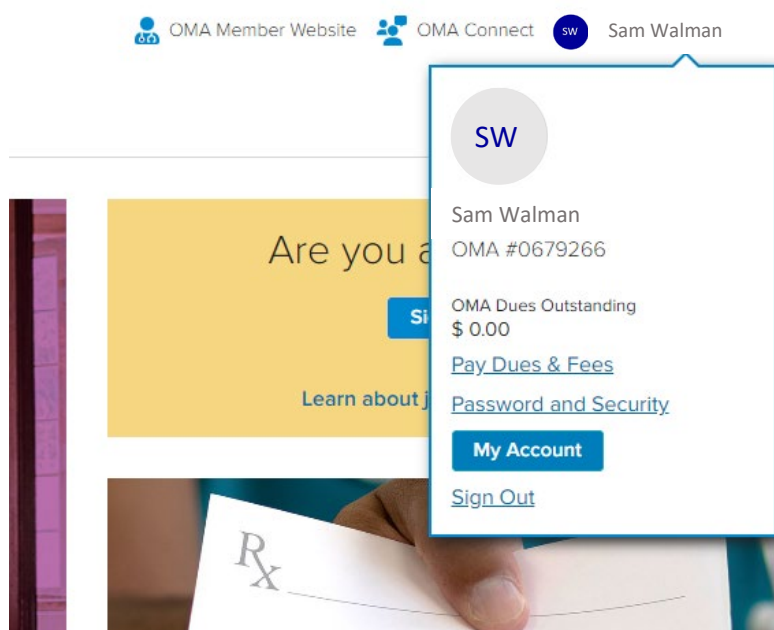 OMA Member Website OMA Connect SW Sam Walman
SW
Sam Walman
OMA #0679266
OMA Dues Outstanding
$ 0.00
Pay Dues & Fees
Password and Security
My Account
Sign Out
Are you a
Si
Learn about j
Rx